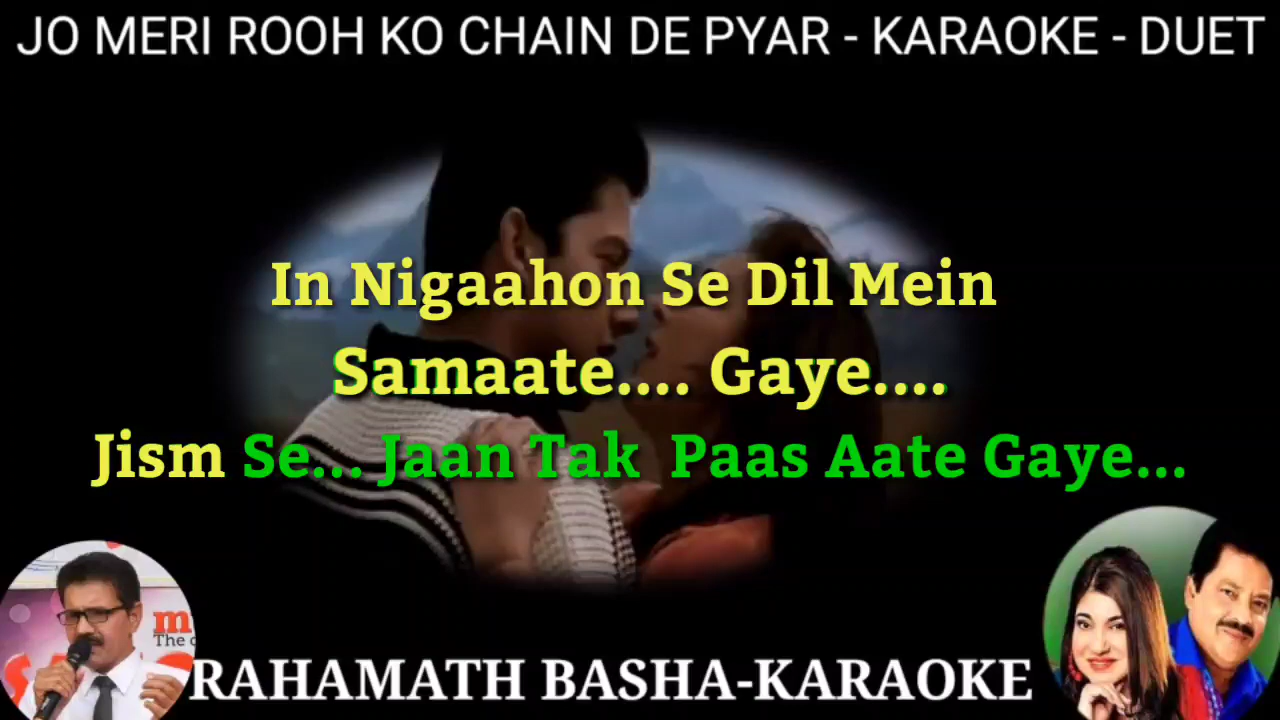 JO MERI ROOH KO CHAIN DE PYAR - KARAOKE - DUET
In Nigaahon Se Dil Mein
Samaate.... Gaye....
Jism Se... Jaan Tak Paas Aate Gaye...
RAHAMATH BASHA-KARAOKE